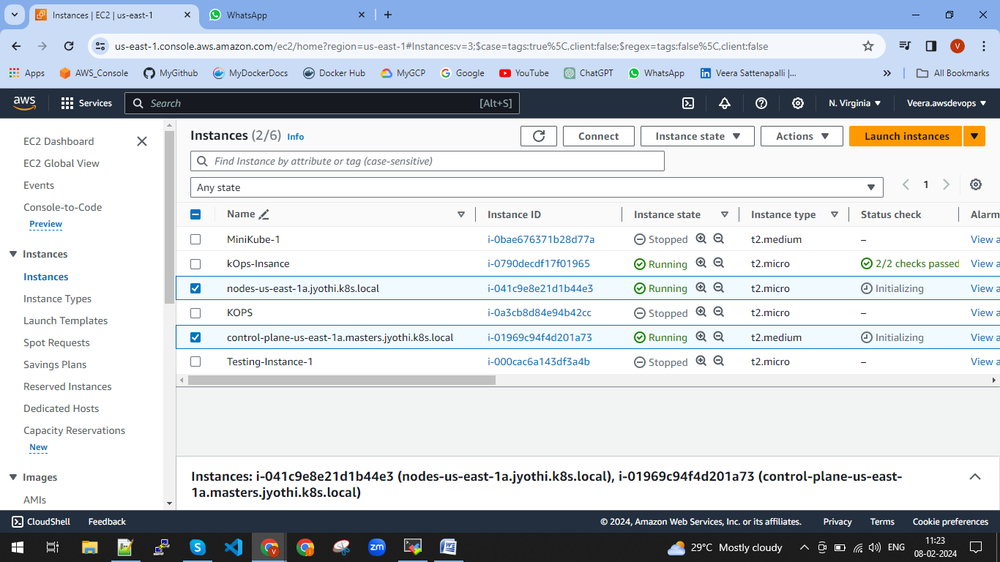 Instances | EC2 | us-east-1
WhatsApp
us-east-1.console.aws.amazon.com/ec2/home?region=us-east-1#Instances:v=3;$case=tags:true%5C,client:false;$regex=tags:false%5C,client:false
V
Apps
AWS_Console
MyGithub
MyDockerDocs
Docker Hub
MyGCP
Google
YouTube
ChatGPT
WhatsApp
Veera Sattenapalli |...
All Bookmarks
aws
Services
Search
[Alt+S]
N. Virginia
Veera.awsdevops
EC2 Dashboard
EC2 Global View
Events
Console-to-Code
Preview
Instances
Instances
Instance Types
Launch Templates
Spot Requests
Savings Plans
Reserved Instances
Dedicated Hosts
Capacity Reservations
New
Images
AMIs
Instances (2/6) Info
Connect
Instance state
Actions
Launch instances
Find Instance by attribute or tag (case-sensitive)
Any state
1
Name Instance ID Instance state Instance type Status check Alarm
MiniKube-1 i-0bae676371b28d77a Stopped t2.medium – View a
kOps-Insance i-0790decdf17f01965 Running t2.micro 2/2 checks passed View a
nodes-us-east-1a.jyothi.k8s.local i-041c9e8e21d1b44e3 Running t2.micro Initializing View a
KOPS i-0a3cb8d84e94b42cc Stopped t2.micro – View a
control-plane-us-east-1a.masters.jyothi.k8s.local i-01969c94f4d201a73 Running t2.medium Initializing View a
Testing-Instance-1 i-000cac6a143df3a4b Stopped t2.micro – View a
Instances: i-041c9e8e21d1b44e3 (nodes-us-east-1a.jyothi.k8s.local), i-01969c94f4d201a73 (control-plane-us-east-
1a.masters.jyothi.k8s.local)
CloudShell
Feedback
© 2024, Amazon Web Services, Inc. or its affiliates.
Privacy
Terms
Cookie preferences
29°C Mostly cloudy
ENG
11:23
08-02-2024